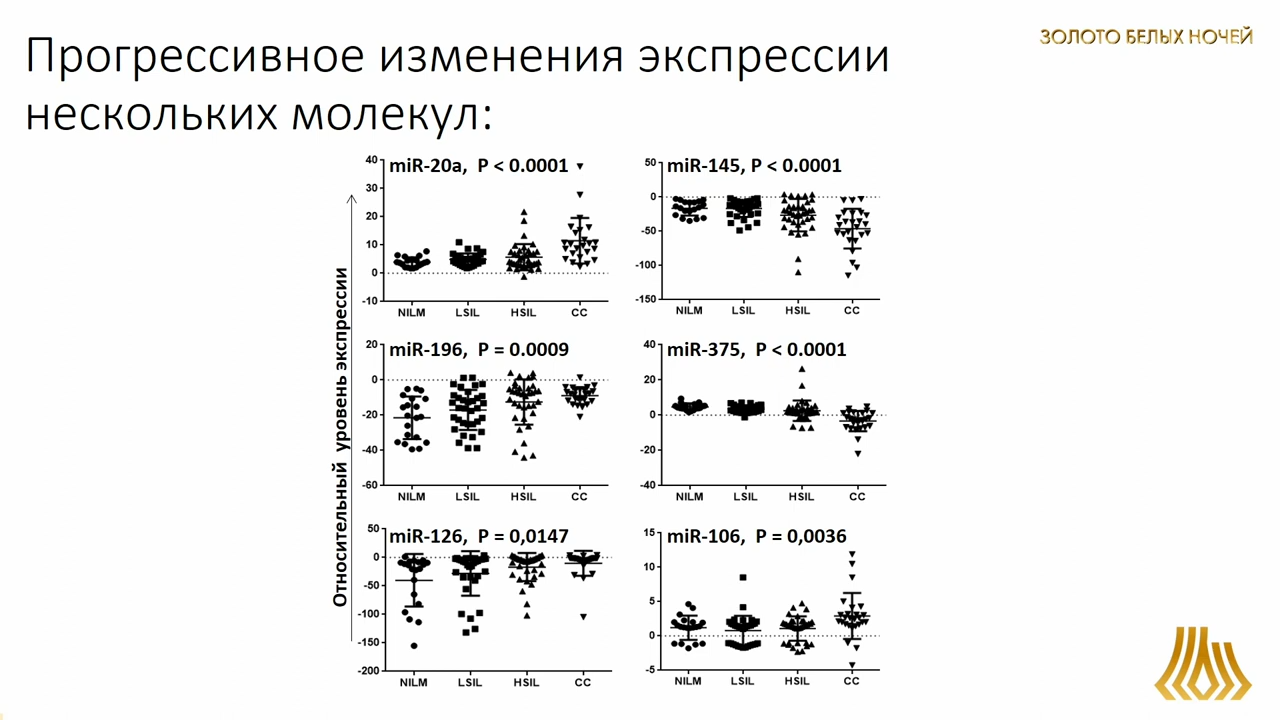 Прогрессивное изменения экспрессии
нескольких молекул:
ЗОЛОТО БЕЛЫХ НОЧЕЙ
Относительный уровень экспрессии
miR-20a, P < 0.0001
40
30
20
10
0
-10
NILM LSIL HSIL CC
miR-145, P < 0.0001
50
0
-50
-100
-150
NILM LSIL HSIL CC
miR-196, P = 0.0009
20
0
-20
-40
-60
NILM LSIL HSIL CC
miR-375, P < 0.0001
40
20
0
-20
-40
NILM LSIL HSIL CC
miR-126, P = 0,0147
50
0
-50
-100
-150
-200
NILM LSIL HSIL CC
miR-106, P = 0,0036
15
10
5
0
-5
NILM LSIL HSIL CC